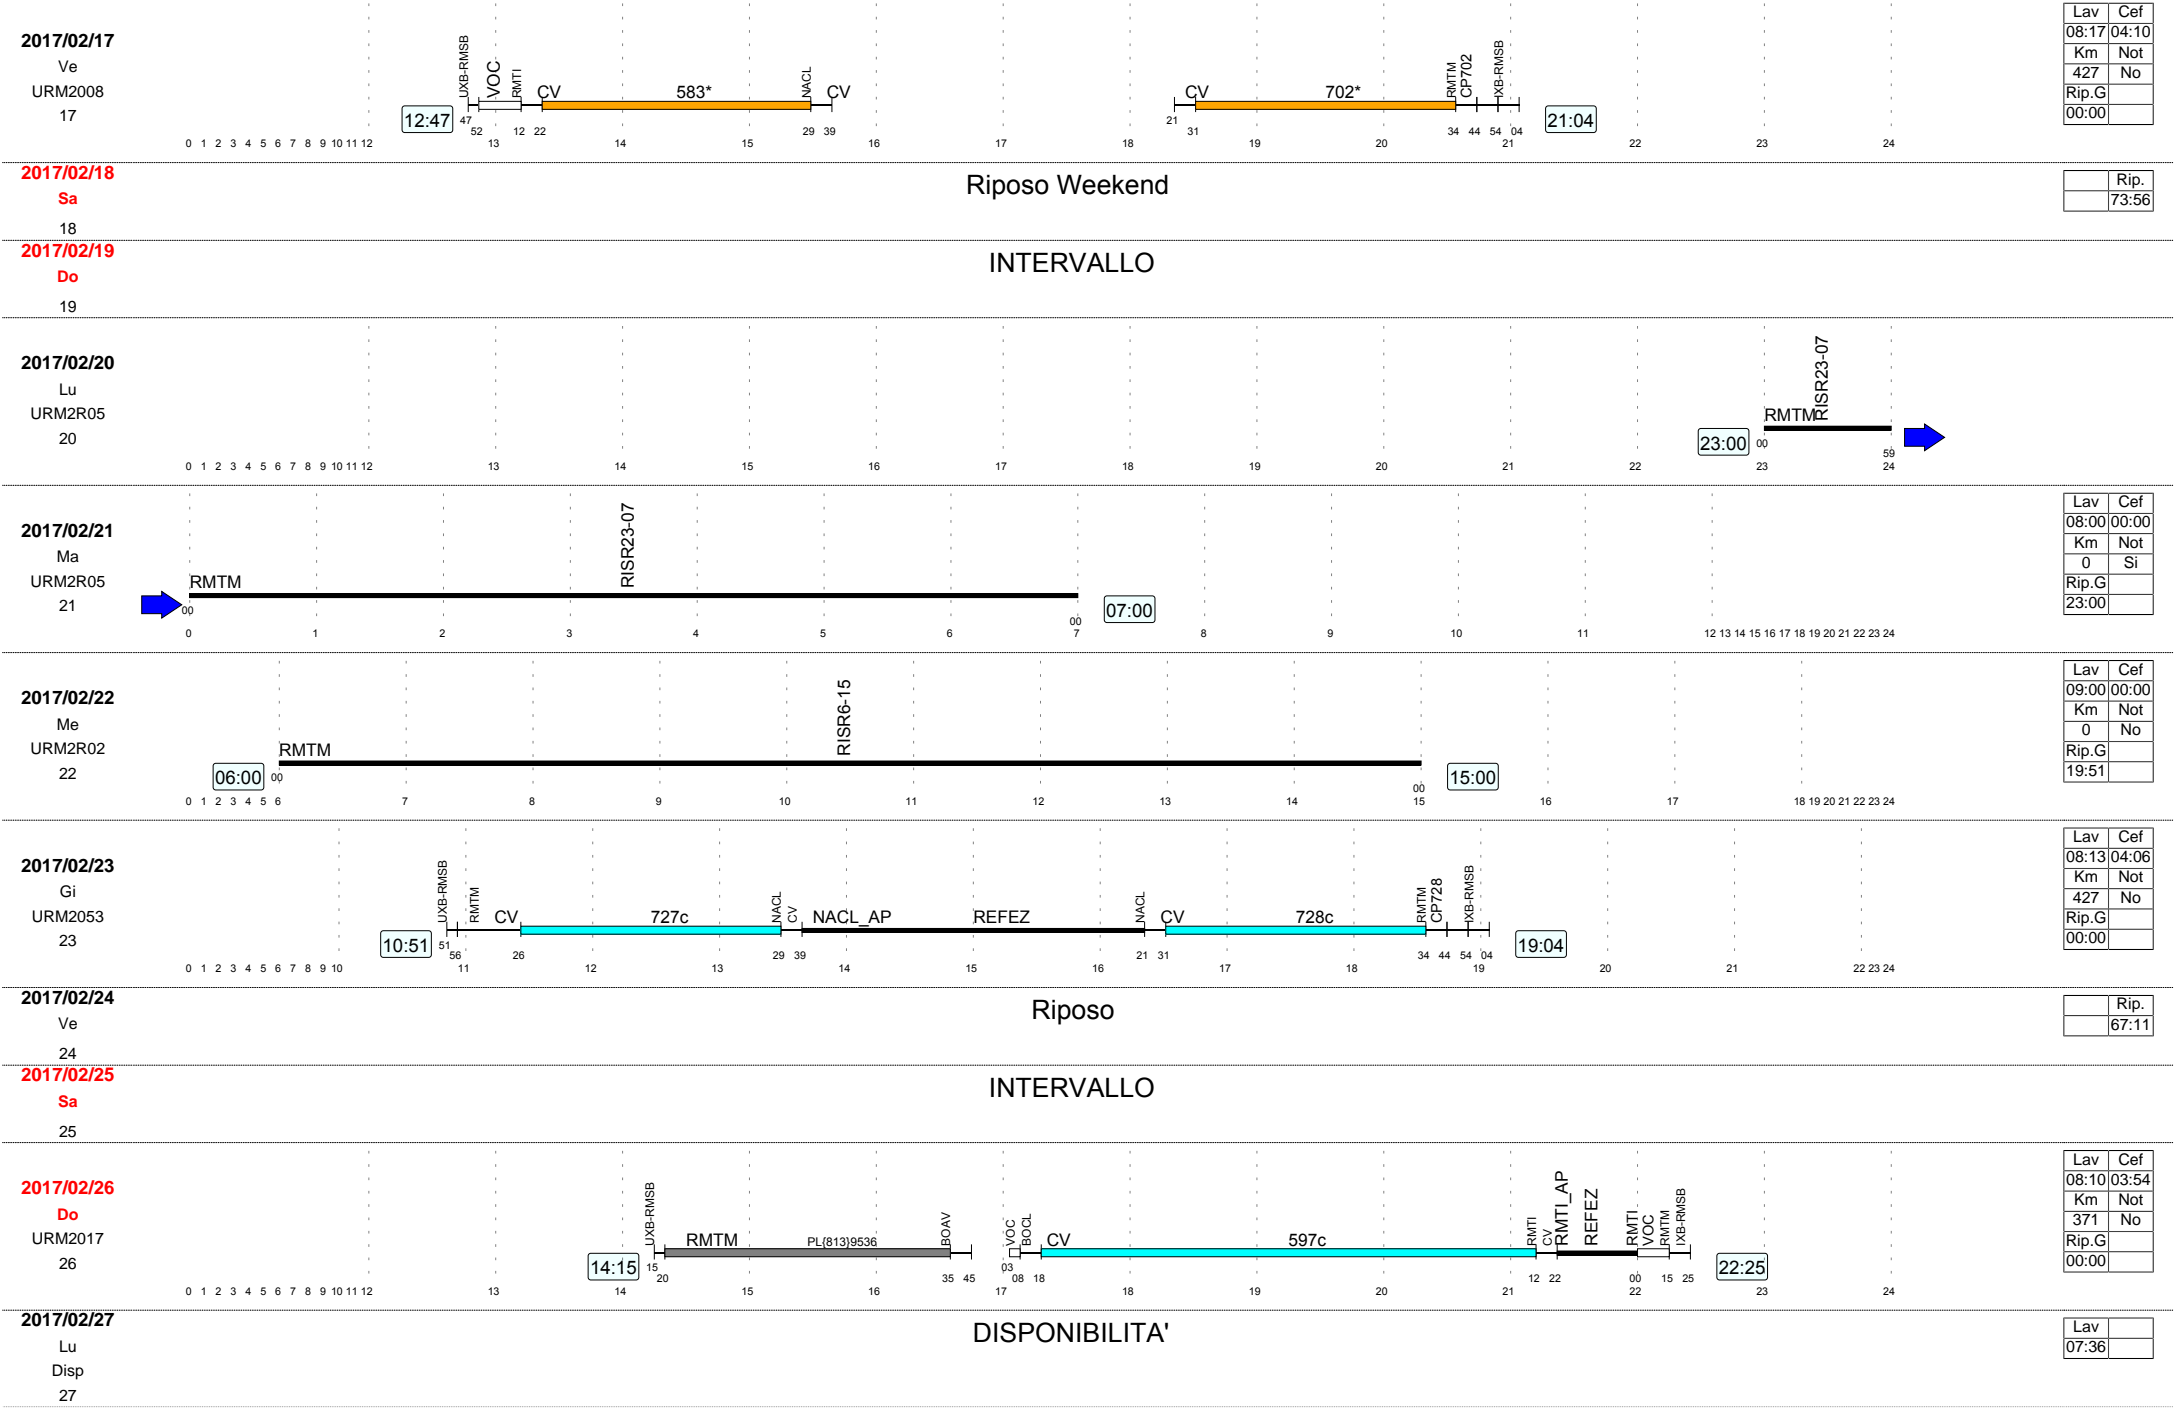 2017/02/17
Ve
URM2008
17
12:47
UXB-RMSB
VOC
RMTI
CV
583*
NACL
CV
CV
702*
RMTM
CP702
IXB-RMSB
21:04
47 52 12 22 29 39 21 31 34 44 54 04
0 1 2 3 4 5 6 7 8 9 10 11 12 13 14 15 16 17 18 19 20 21 22 23 24
Lav Cef
08:17 04:10
Km Not
427 No
Rip.G
00:00
2017/02/18
Sa
18
Riposo Weekend
Rip.
73:56
2017/02/19
Do
19
INTERVALLO
2017/02/20
Lu
URM2R05
20
23:00
RMTM
RISR23-07
00 59
0 1 2 3 4 5 6 7 8 9 10 11 12 13 14 15 16 17 18 19 20 21 22 23 24
2017/02/21
Ma
URM2R05
21
RMTM
RISR23-07
07:00
00 00
0 1 2 3 4 5 6 7 8 9 10 11 12 13 14 15 16 17 18 19 20 21 22 23 24
Lav Cef
08:00 00:00
Km Not
0 Si
Rip.G
23:00
2017/02/22
Me
URM2R02
22
06:00
RMTM
RISR6-15
15:00
00 00
0 1 2 3 4 5 6 7 8 9 10 11 12 13 14 15 16 17 18 19 20 21 22 23 24
Lav Cef
09:00 00:00
Km Not
0 No
Rip.G
19:51
2017/02/23
Gi
URM2053
23
10:51
UXB-RMSB
RMTM
CV
727c
NACL
CV
NACL_AP
REFEZ
NACL
CV
728c
RMTM
CP728
IXB-RMSB
19:04
51 56 26 29 39 21 31 34 44 54 04
0 1 2 3 4 5 6 7 8 9 10 11 12 13 14 15 16 17 18 19 20 21 22 23 24
Lav Cef
08:13 04:06
Km Not
427 No
Rip.G
00:00
2017/02/24
Ve
24
Riposo
Rip.
67:11
2017/02/25
Sa
25
INTERVALLO
2017/02/26
Do
URM2017
26
14:15
UXB-RMSB
RMTM
PL{813}9536
BOAV
VOC
BOCL
CV
597c
RMTI
CV
RMTI_AP
REFEZ
RMTI
VOC
RMTM
IXB-RMSB
22:25
15 20 35 45 03 08 18 12 22 00 15 25
0 1 2 3 4 5 6 7 8 9 10 11 12 13 14 15 16 17 18 19 20 21 22 23 24
Lav Cef
08:10 03:54
Km Not
371 No
Rip.G
00:00
2017/02/27
Lu
Disp
27
DISPONIBILITA'
Lav
07:36